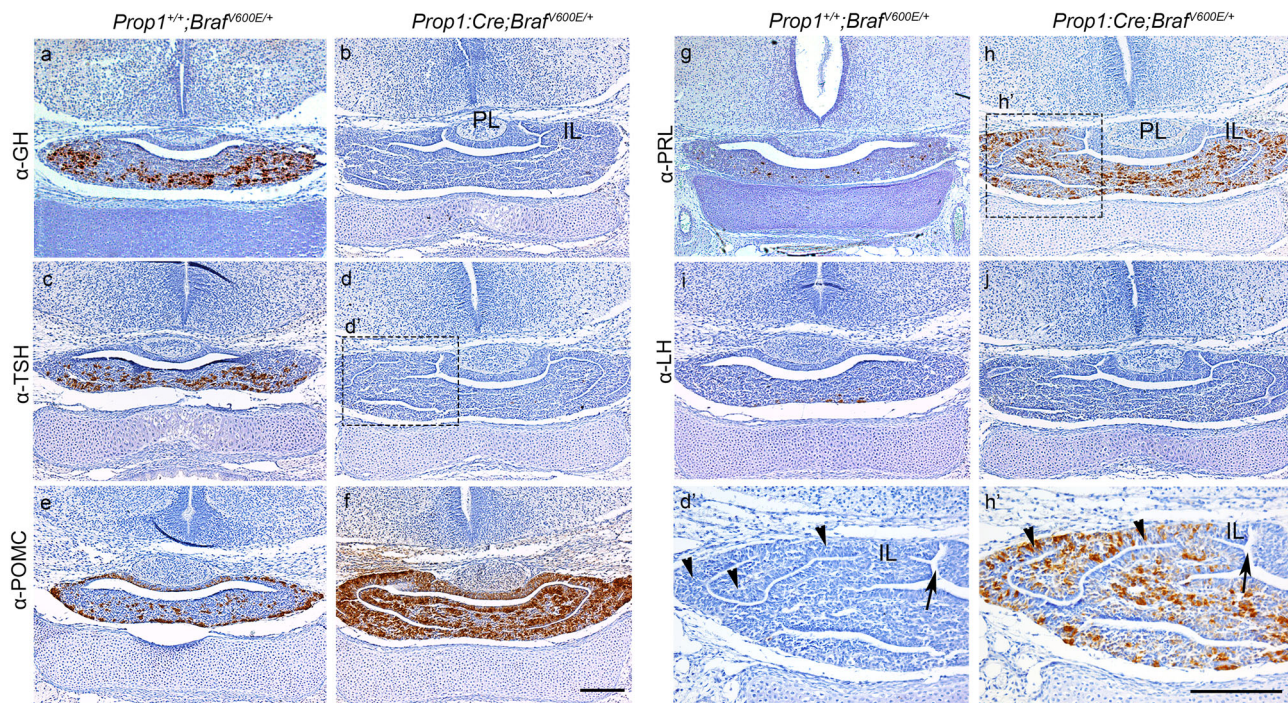 Prop1+/+;BrafV600E/+
Prop1:Cre;BrafV600E/+
Prop1+/+;BrafV600E/+
Prop1:Cre;BrafV600E/+
α-GH
a
b
PL
IL
α-PRL
g
h
h'
PL
IL
α-TSH
c
d
d'
α-LH
i
j
α-POMC
e
f
d'
IL
h'
IL